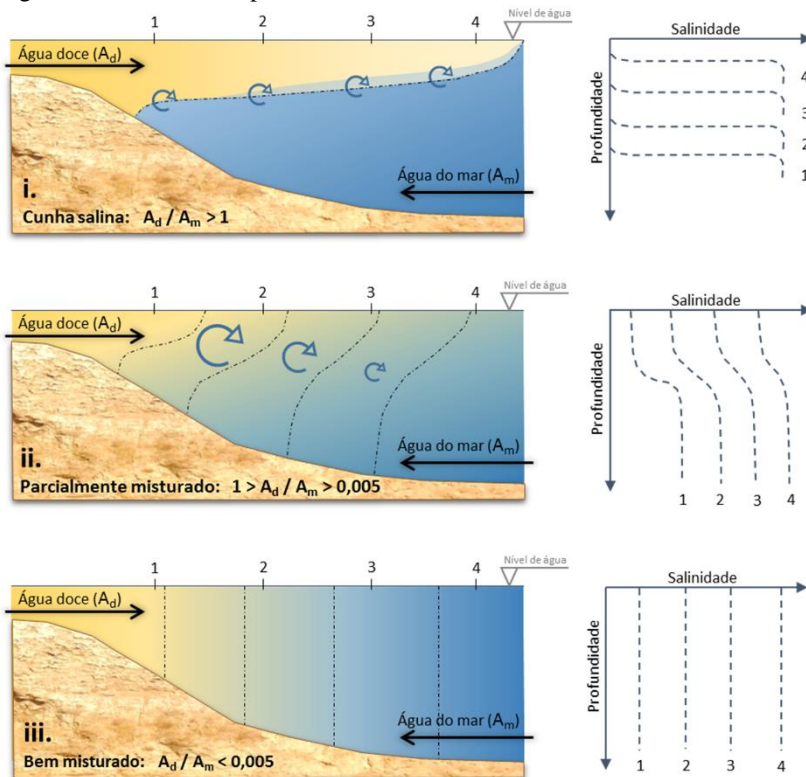 1 2 3 4
Nível de água
Água doce (Ad)
Água do mar (Am)
i.
Cunha salina: Ad / Am > 1
Salinidade
Profundidade
4
3
2
1
1 2 3 4
Nível de água
Água doce (Ad)
Água do mar (Am)
ii.
Parcialmente misturado: 1 > Ad / Am > 0,005
Salinidade
Profundidade
1 2 3 4
1 2 3 4
Nível de água
Água doce (Ad)
Água do mar (Am)
iii.
Bem misturado: Ad / Am < 0,005
Salinidade
Profundidade
1 2 3 4